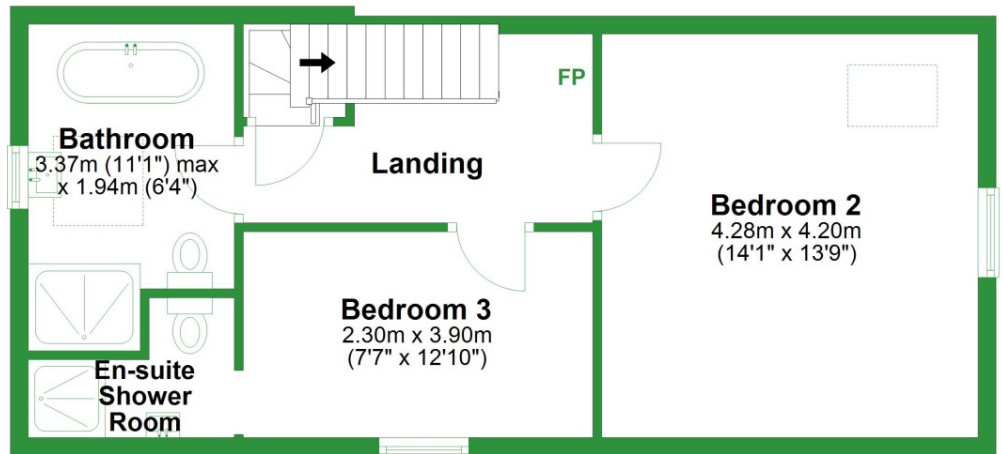 Bathroom
3.37m (11'1") max
x 1.94m (6'4")
FP
Landing
Bedroom 2
4.28m x 4.20m
(14'1" x 13'9")
Bedroom 3
2.30m x 3.90m
(7'7" x 12'10")
En-suite
Shower
Room